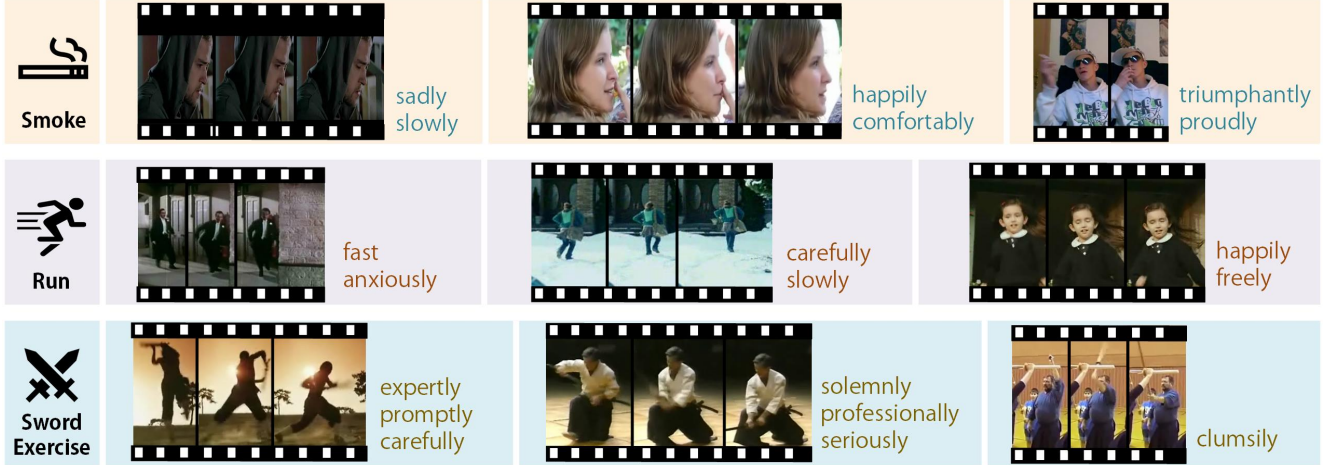 Smoke
sadly
slowly
happily
comfortably
triumphantly
proudly
Run
fast
anxiously
carefully
slowly
happily
freely
Sword
Exercise
expertly
promptly
carefully
solemnly
professionally
seriously
clumsily